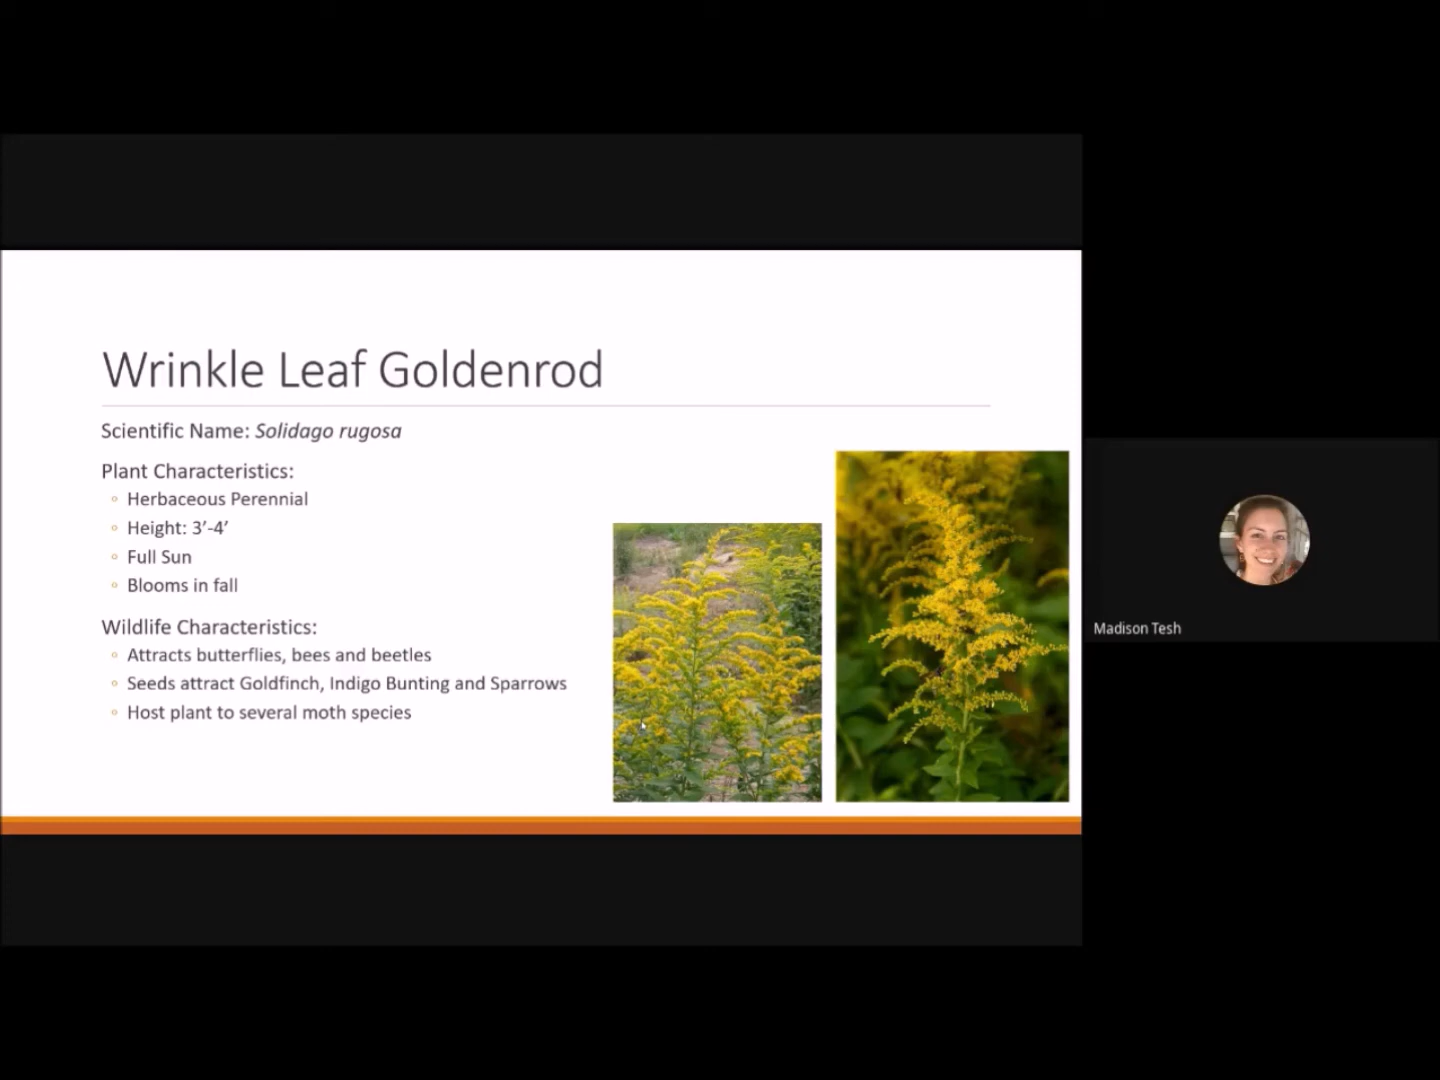 Wrinkle Leaf Goldenrod
Scientific Name: Solidago rugosa
Plant Characteristics:
◦ Herbaceous Perennial
◦ Height: 3’-4’
◦ Full Sun
◦ Blooms in fall
Wildlife Characteristics:
◦ Attracts butterflies, bees and beetles
◦ Seeds attract Goldfinch, Indigo Bunting and Sparrows
◦ Host plant to several moth species
Madison Tesh